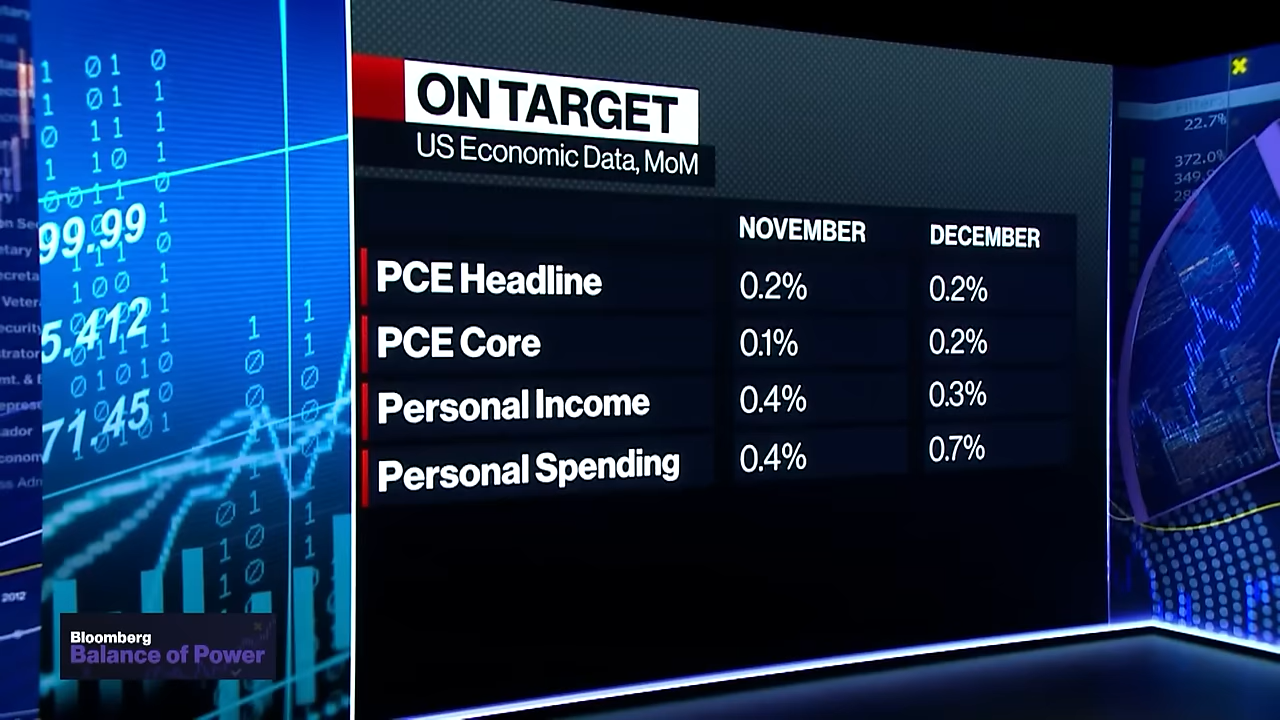 ON TARGET
US Economic Data, MoM
NOVEMBER DECEMBER
PCE Headline 0.2% 0.2%
PCE Core 0.1% 0.2%
Personal Income 0.4% 0.3%
Personal Spending 0.4% 0.7%
99.99
5.412
71.45
22.7%
372.0%
2012
Bloomberg
Balance of Power